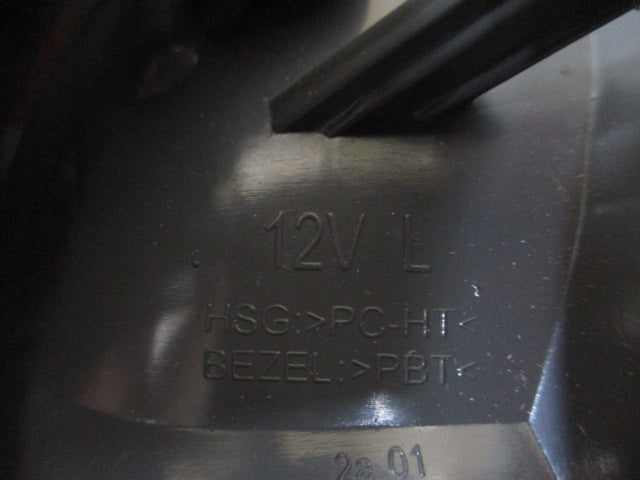 12V L
HSG:>PC-HT<
BEZEL:>PBT<
2a 01